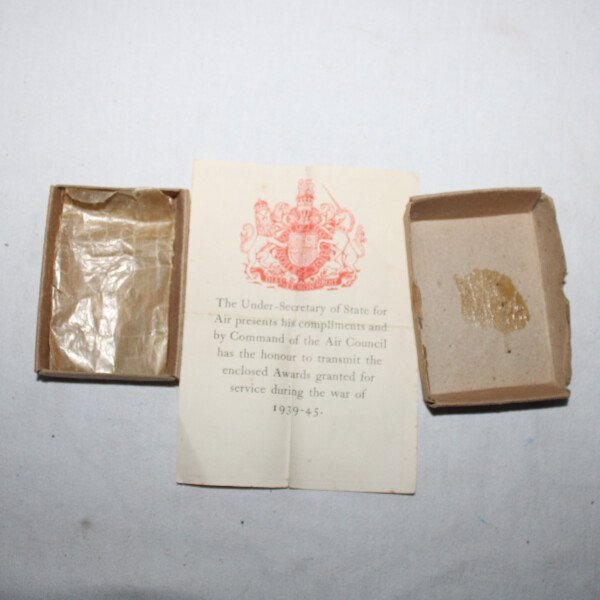 The Under-Secretary of State for
Air presents his compliments and
by Command of the Air Council
has the honour to transmit the
enclosed Awards granted for
service during the war of
1939-45.